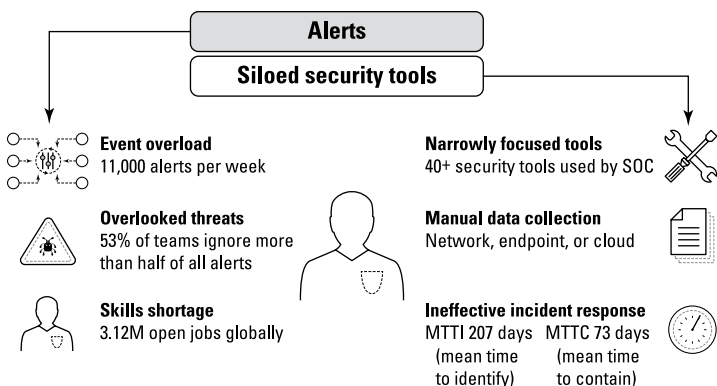 Alerts
Siloed security tools
Event overload
11,000 alerts per week
Overlooked threats
53% of teams ignore more
than half of all alerts
Skills shortage
3.12M open jobs globally
Narrowly focused tools
40+ security tools used by SOC
Manual data collection
Network, endpoint, or cloud
Ineffective incident response
MTTI 207 days MTTC 73 days
(mean time (mean time
to identify) to contain)